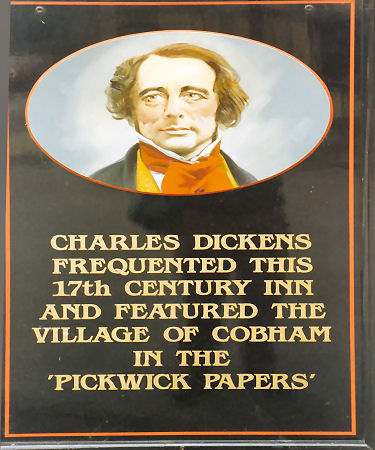 CHARLES DICKENS
FREQUENTED THIS
17th CENTURY INN
AND FEATURED THE
VILLAGE OF COBHAM
IN THE
'PICKWICK PAPERS'